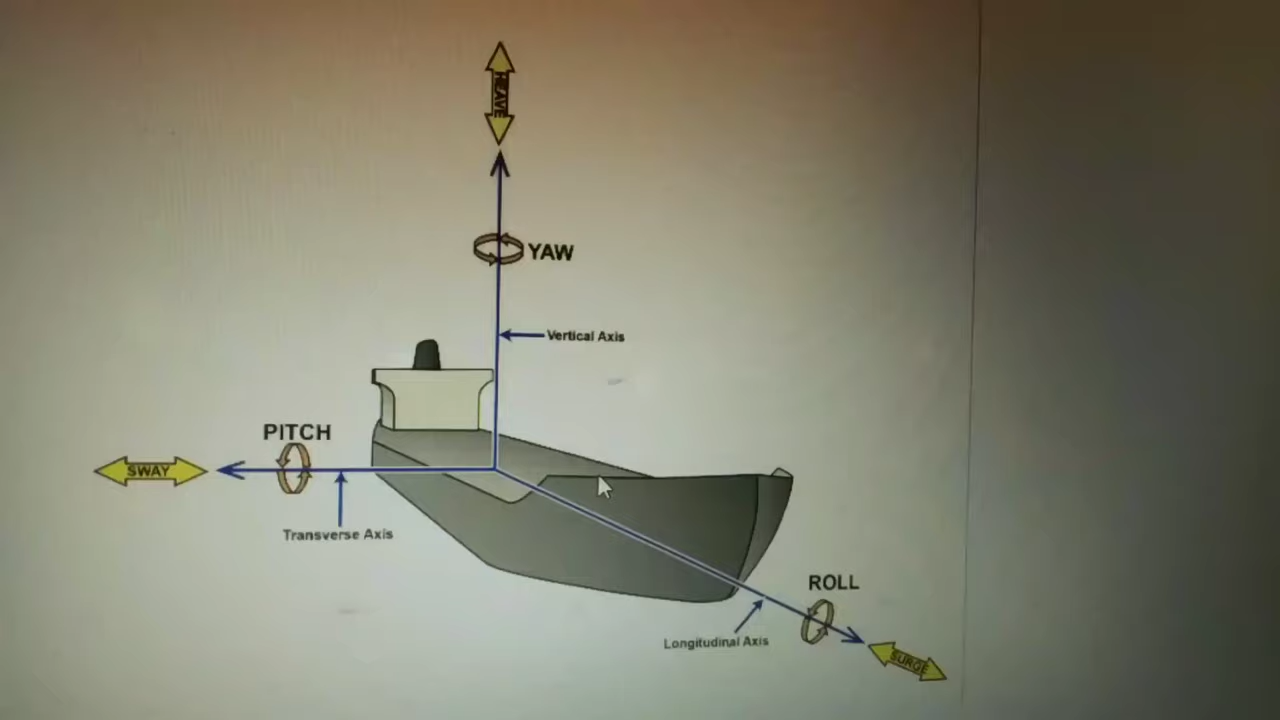 HEAVE
YAW
Vertical Axis
PITCH
SWAY
Transverse Axis
ROLL
Longitudinal Axis
SURGE